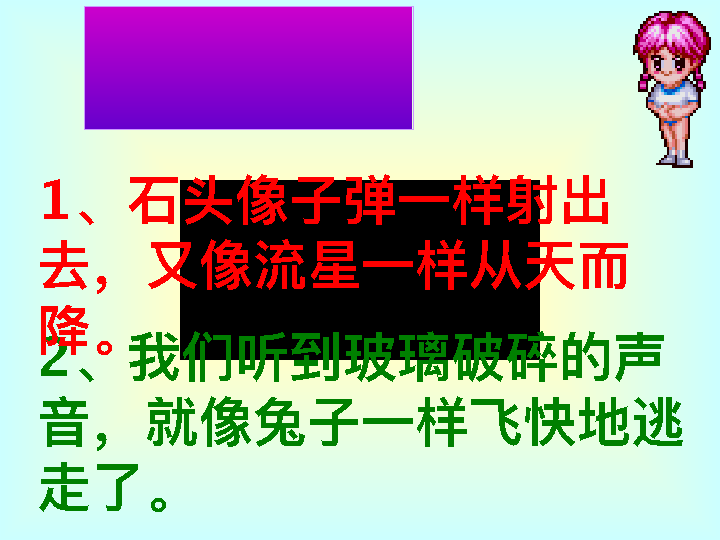 1、石头像子弹一样射出
去，又像流星一样从天而
降。
2、我们听到玻璃破碎的声
音，就像兔子一样飞快地逃
走了。